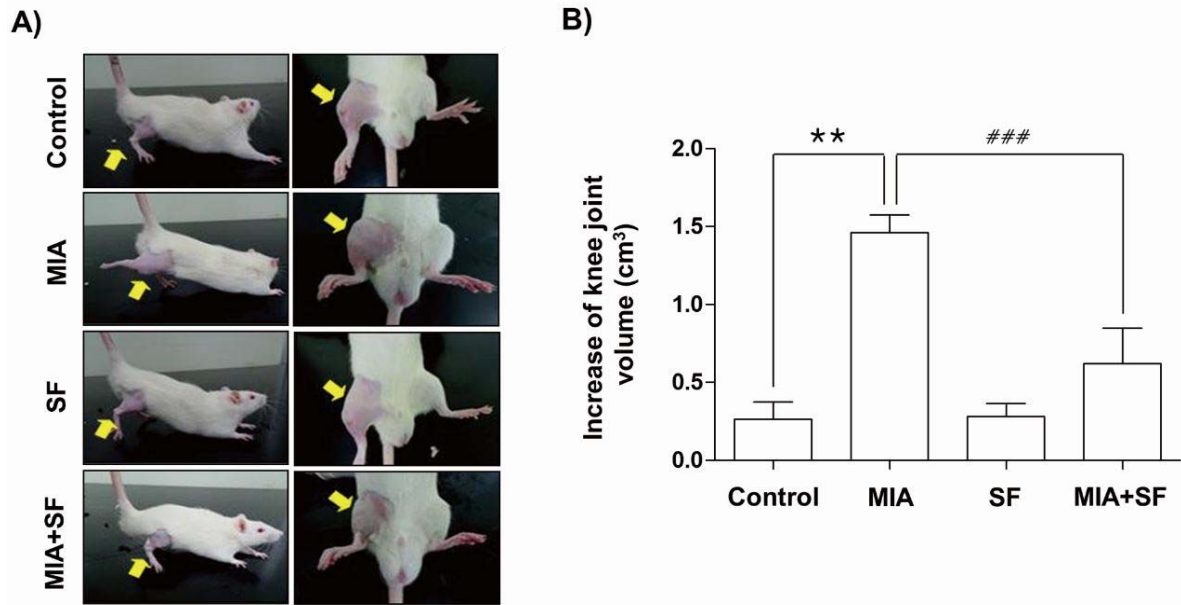 A)
Control
MIA
SF
MIA+SF
B)
**
###
Increase of knee joint
volume (cm³)
2.0
1.5
1.0
0.5
0.0
Control MIA SF MIA+SF